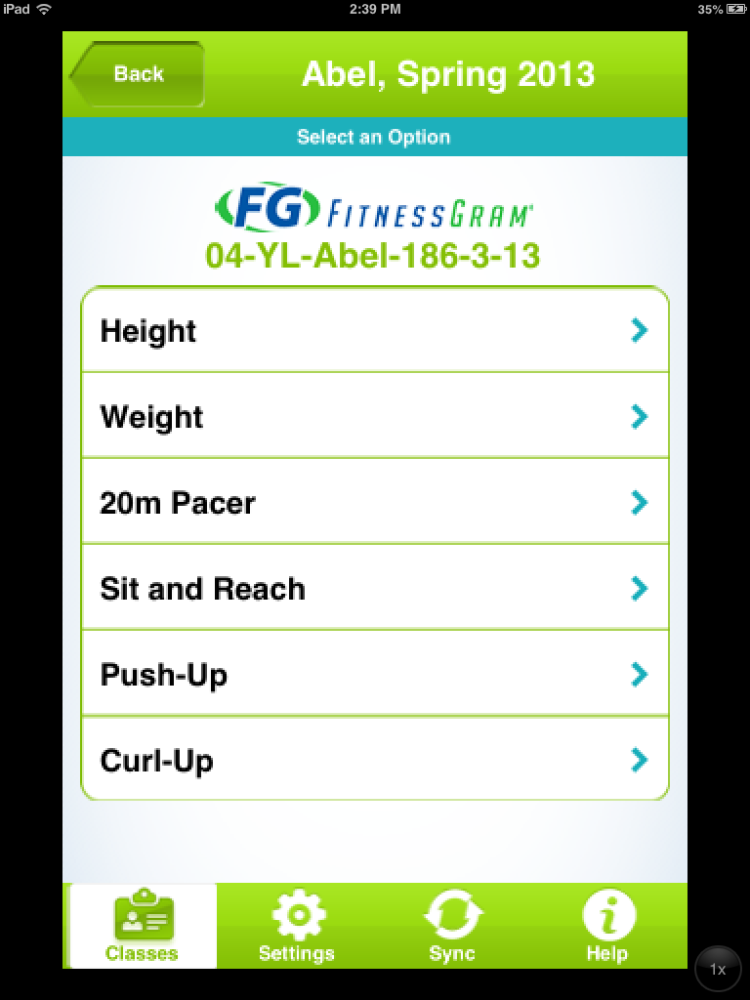 iPad 2:39 PM 35%
Back Abel, Spring 2013
Select an Option
FG FITNESSGRAM®
04-YL-Abel-186-3-13
Height
Weight
20m Pacer
Sit and Reach
Push-Up
Curl-Up
Classes Settings Sync Help
1x